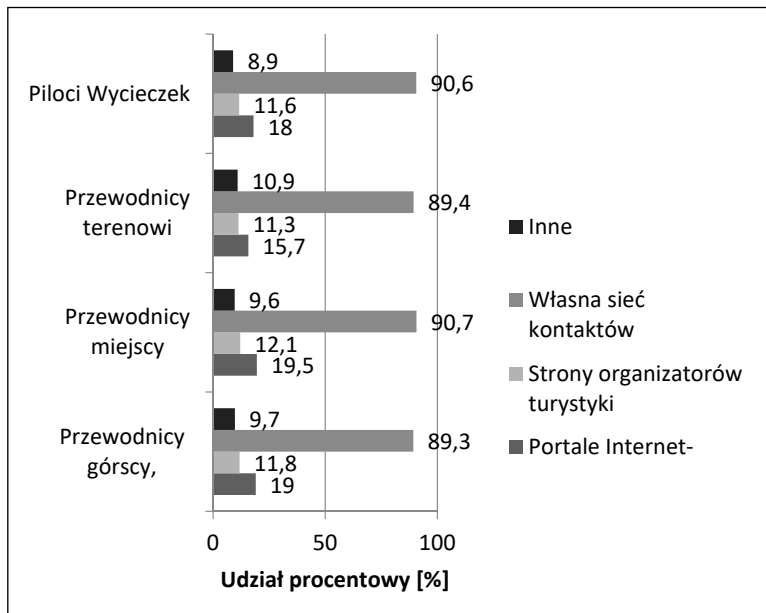 Piloci Wycieczek
8,9
90,6
11,6
18
Przewodnicy
terenowi
10,9
89,4
11,3
15,7
Przewodnicy
miejscy
9,6
90,7
12,1
19,5
Przewodnicy
górscy,
9,7
89,3
11,8
19
0 50 100
Udział procentowy [%]
Inne
Własna sieć
kontaktów
Strony organizatorów
turystyki
Portale Internet-